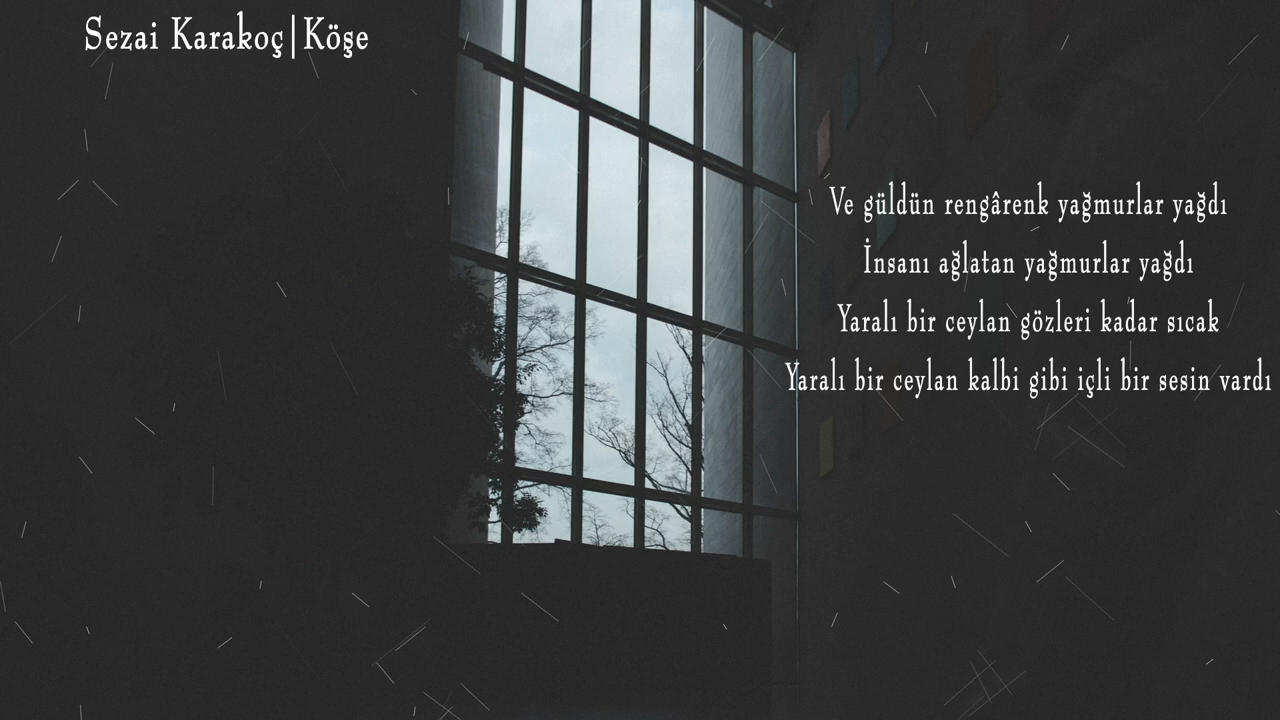 Sezai Karakoç|Köşe
Ve güldün rengârenk yağmurlar yağdı
İnsanı ağlatan yağmurlar yağdı
Yaralı bir ceylan gözleri kadar sıcak
Yaralı bir ceylan kalbi gibi içli bir sesin vardı